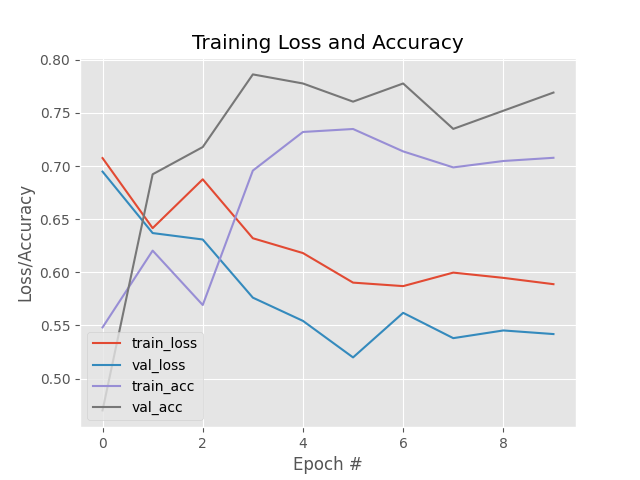 Training Loss and Accuracy
Loss/Accuracy
0.80
0.75
0.70
0.65
0.60
0.55
0.50
train_loss
val_loss
train_acc
val_acc
0 2 4 6 8
Epoch #